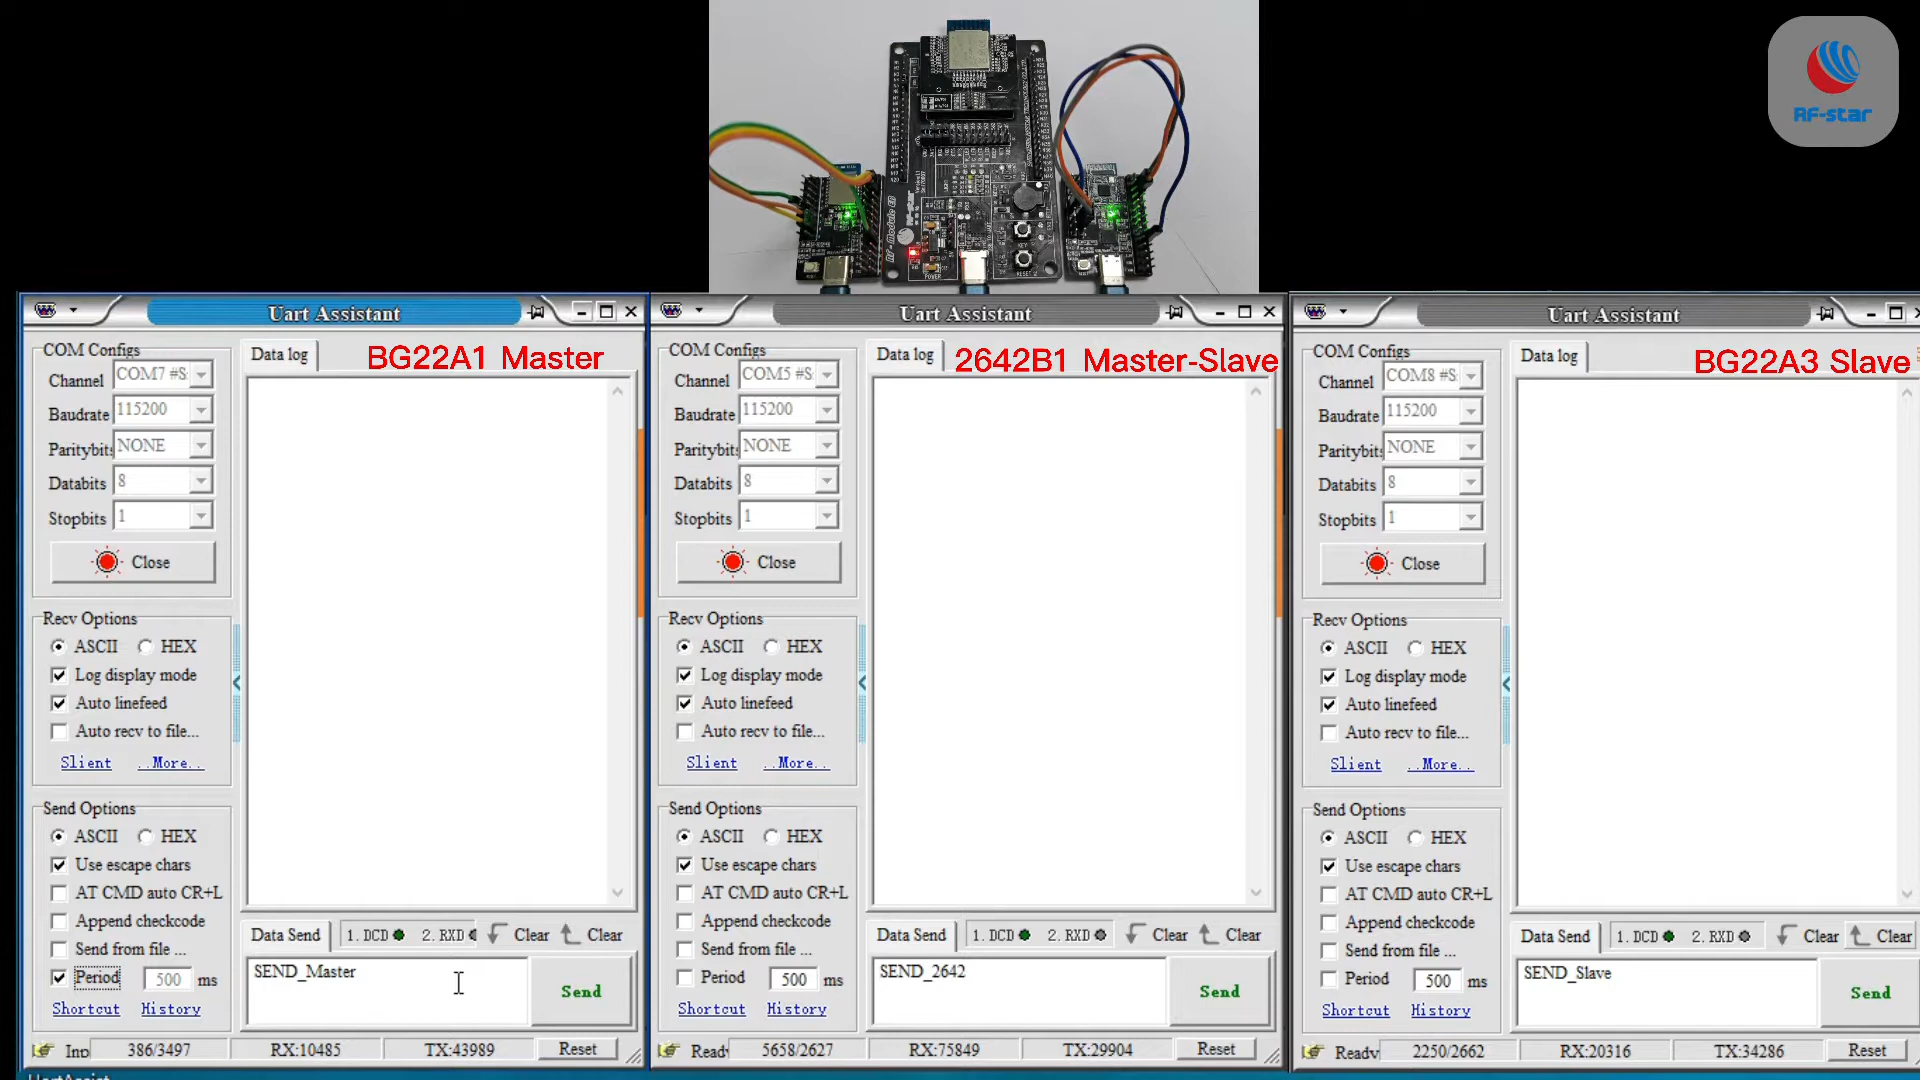 RF-star
RF-star
POWER
KEY
RESET
Uart Assistant
COM Configs
Channel COM7 #S
Baudrate 115200
Paritybit NONE
Databits 8
Stopbits 1
Close
Recv Options
ASCII HEX
Log display mode
Auto linefeed
Auto recv to file...
Slient ..More..
Send Options
ASCII HEX
Use escape chars
AT CMD auto CR+L
Append checkcode
Send from file ...
Period 500 ms
Shortcut History
Data log BG22A1 Master
Data Send 1.DCD 2.RXD Clear Clear
SEND_Master
Send
Inp 386/3497 RX:10485 TX:43989 Reset
Uart Assistant
COM Configs
Channel COM5 #S
Baudrate 115200
Paritybit NONE
Databits 8
Stopbits 1
Close
Recv Options
ASCII HEX
Log display mode
Auto linefeed
Auto recv to file...
Slient ..More..
Send Options
ASCII HEX
Use escape chars
AT CMD auto CR+L
Append checkcode
Send from file ...
Period 500 ms
Shortcut History
Data log 2642B1 Master-Slave
Data Send 1.DCD 2.RXD Clear Clear
SEND_2642
Send
Ready 5658/2627 RX:75849 TX:29904 Reset
Uart Assistant
COM Configs
Channel COM8 #S
Baudrate 115200
Paritybit NONE
Databits 8
Stopbits 1
Close
Recv Options
ASCII HEX
Log display mode
Auto linefeed
Auto recv to file...
Slient ..More..
Send Options
ASCII HEX
Use escape chars
AT CMD auto CR+L
Append checkcode
Send from file ...
Period 500 ms
Shortcut History
Data log BG22A3 Slave
Data Send 1.DCD 2.RXD Clear Clear
SEND_Slave
Send
Ready 2250/2662 RX:20316 TX:34286 Reset